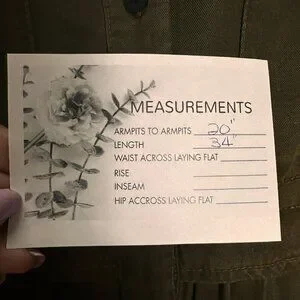 MEASUREMENTS
ARMPITS TO ARMPITS 20"
LENGTH 34"
WAIST ACROSS LAYING FLAT
RISE
INSEAM
HIP ACCROSS LAYING FLAT